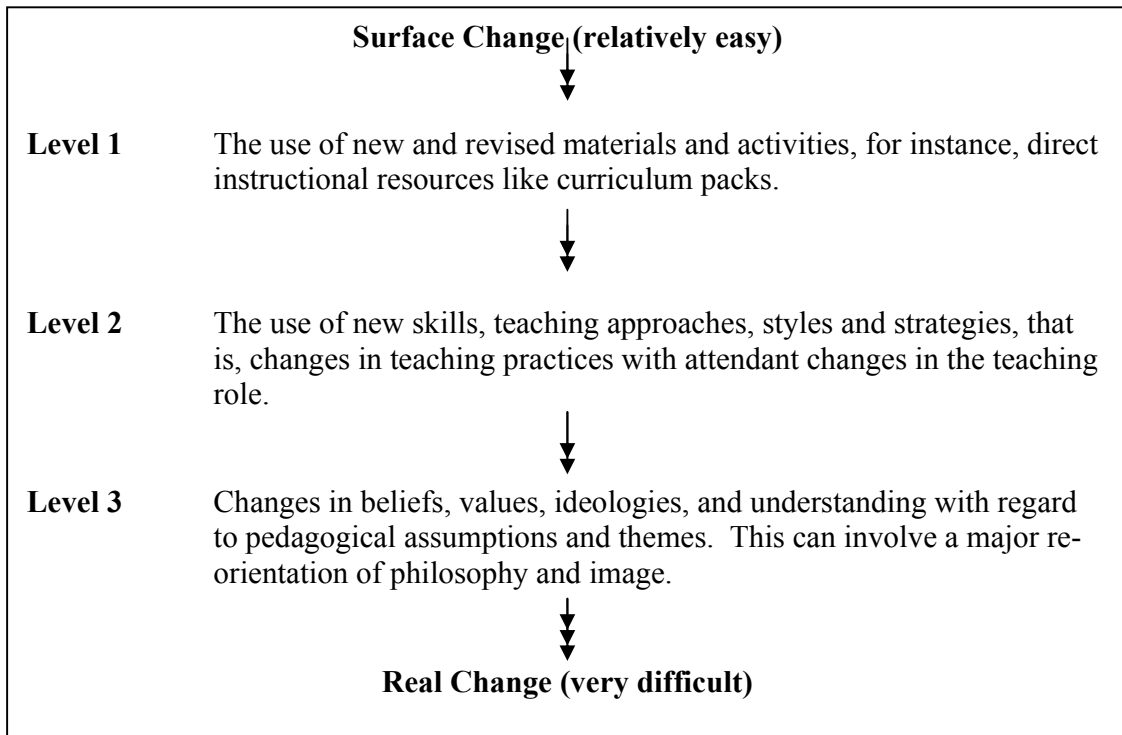 Surface Change (relatively easy)
Level 1 The use of new and revised materials and activities, for instance, direct
instructional resources like curriculum packs.
Level 2 The use of new skills, teaching approaches, styles and strategies, that
is, changes in teaching practices with attendant changes in the teaching
role.
Level 3 Changes in beliefs, values, ideologies, and understanding with regard
to pedagogical assumptions and themes. This can involve a major re-
orientation of philosophy and image.
Real Change (very difficult)